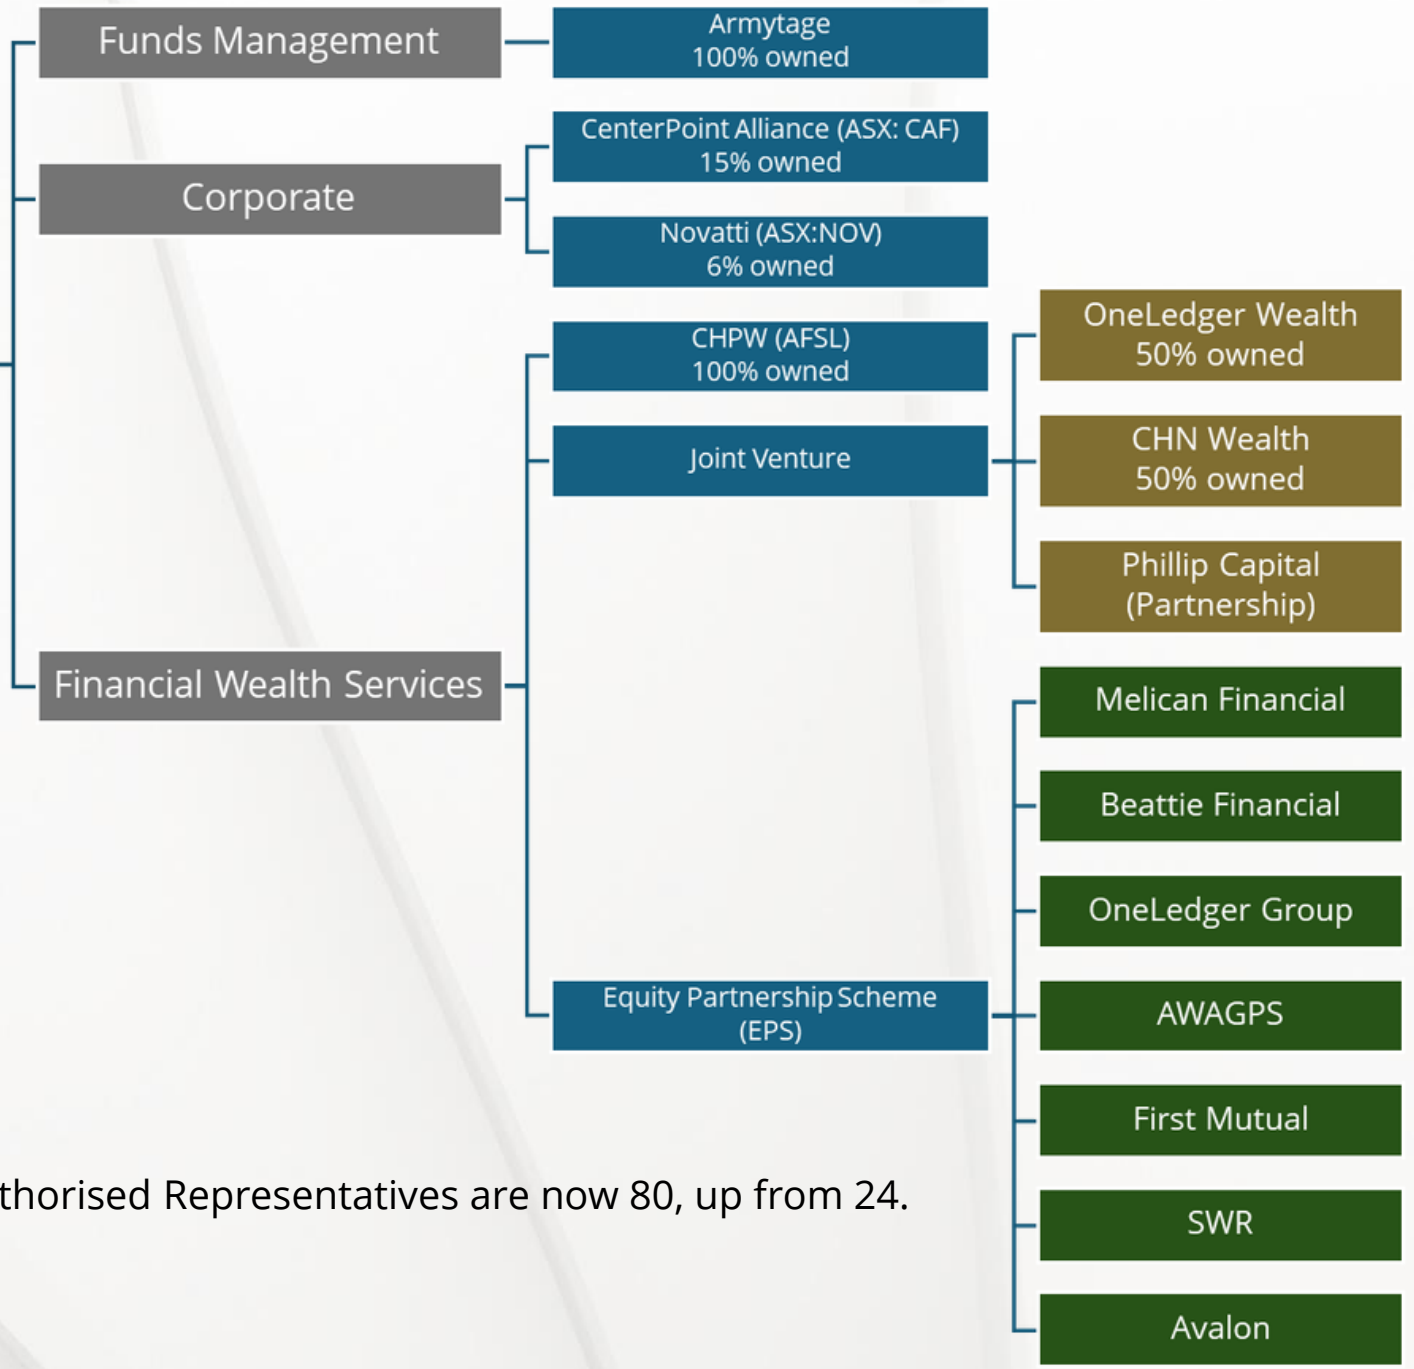 Funds Management
Armytage
100% owned
Corporate
CenterPoint Alliance (ASX: CAF)
15% owned
Novatti (ASX:NOV)
6% owned
Financial Wealth Services
CHPW (AFSL)
100% owned
Joint Venture
OneLedger Wealth
50% owned
CHN Wealth
50% owned
Phillip Capital
(Partnership)
Equity Partnership Scheme
(EPS)
Melican Financial
Beattie Financial
OneLedger Group
AWAGPS
First Mutual
SWR
Avalon
thorised Representatives are now 80, up from 24.